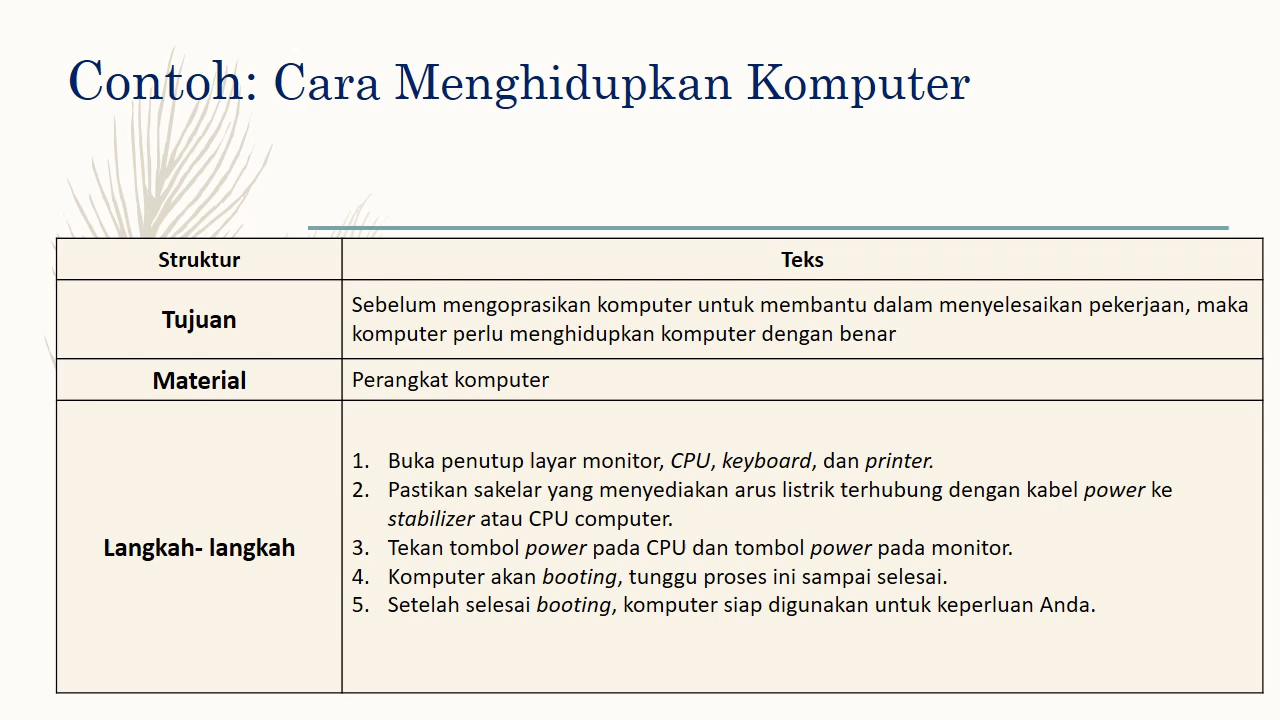 Contoh: Cara Menghidupkan Komputer
Struktur
Teks
Tujuan
Sebelum mengoprasikan komputer untuk membantu dalam menyelesaikan pekerjaan, maka
komputer perlu menghidupkan komputer dengan benar
Material
Perangkat komputer
Langkah- langkah
1. Buka penutup layar monitor, CPU, keyboard, dan printer.
2. Pastikan sakelar yang menyediakan arus listrik terhubung dengan kabel power ke
stabilizer atau CPU computer.
3. Tekan tombol power pada CPU dan tombol power pada monitor.
4. Komputer akan booting, tunggu proses ini sampai selesai.
5. Setelah selesai booting, komputer siap digunakan untuk keperluan Anda.